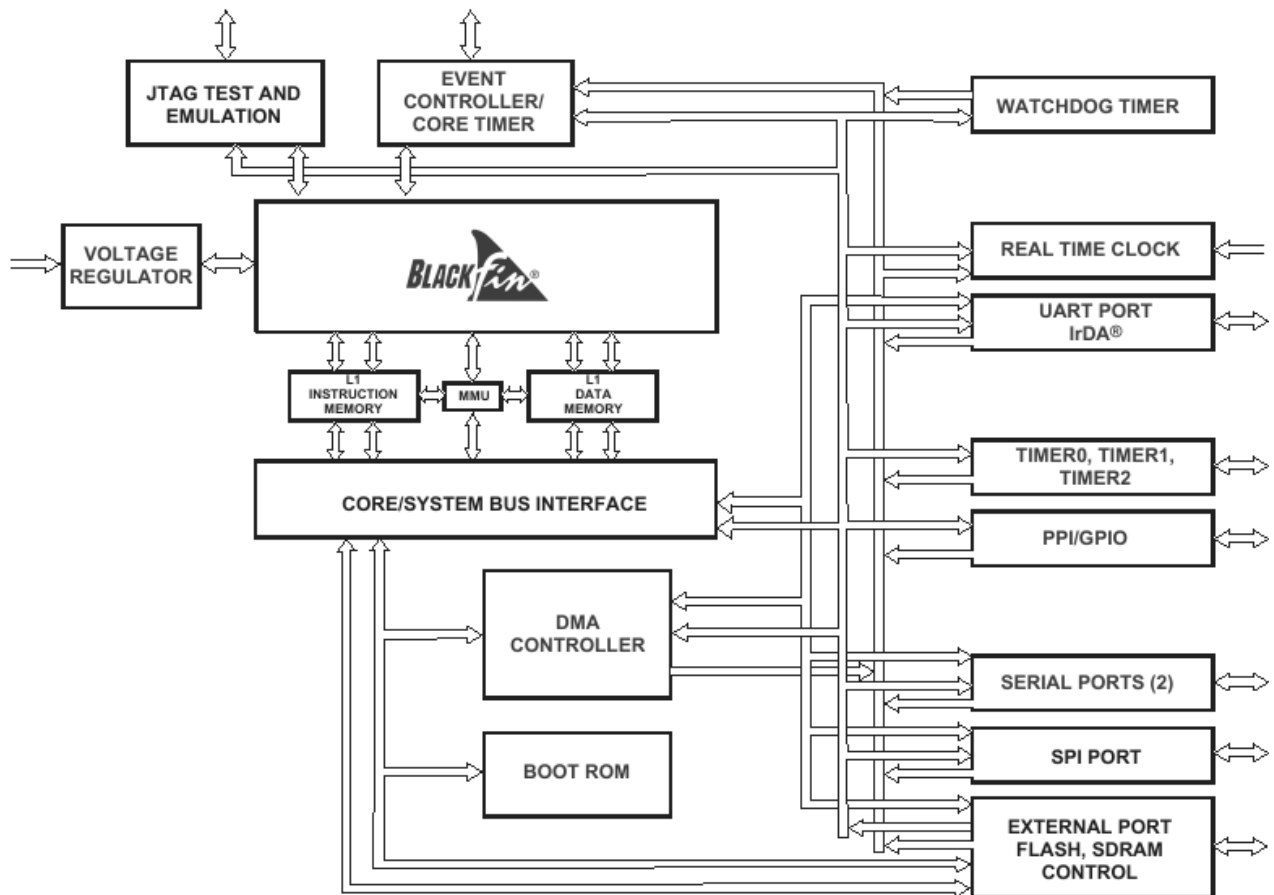 JTAG TEST AND
EMULATION
EVENT
CONTROLLER/
CORE TIMER
WATCHDOG TIMER
VOLTAGE
REGULATOR
BLACKfin®
REAL TIME CLOCK
UART PORT
IrDA®
L1
INSTRUCTION
MEMORY
MMU
L1
DATA
MEMORY
TIMER0, TIMER1,
TIMER2
CORE/SYSTEM BUS INTERFACE
PPI/GPIO
DMA
CONTROLLER
SERIAL PORTS (2)
BOOT ROM
SPI PORT
EXTERNAL PORT
FLASH, SDRAM
CONTROL